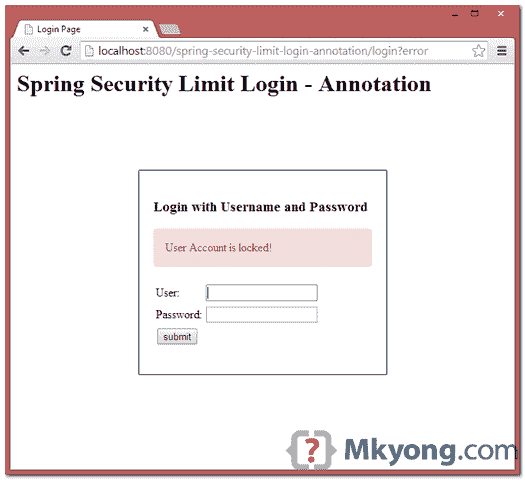 Login Page
localhost:8080/spring-security-limit-login-annotation/login?error
Spring Security Limit Login - Annotation
Login with Username and Password
User Account is locked!
User:
Password:
submit
{?} Mkyong.com